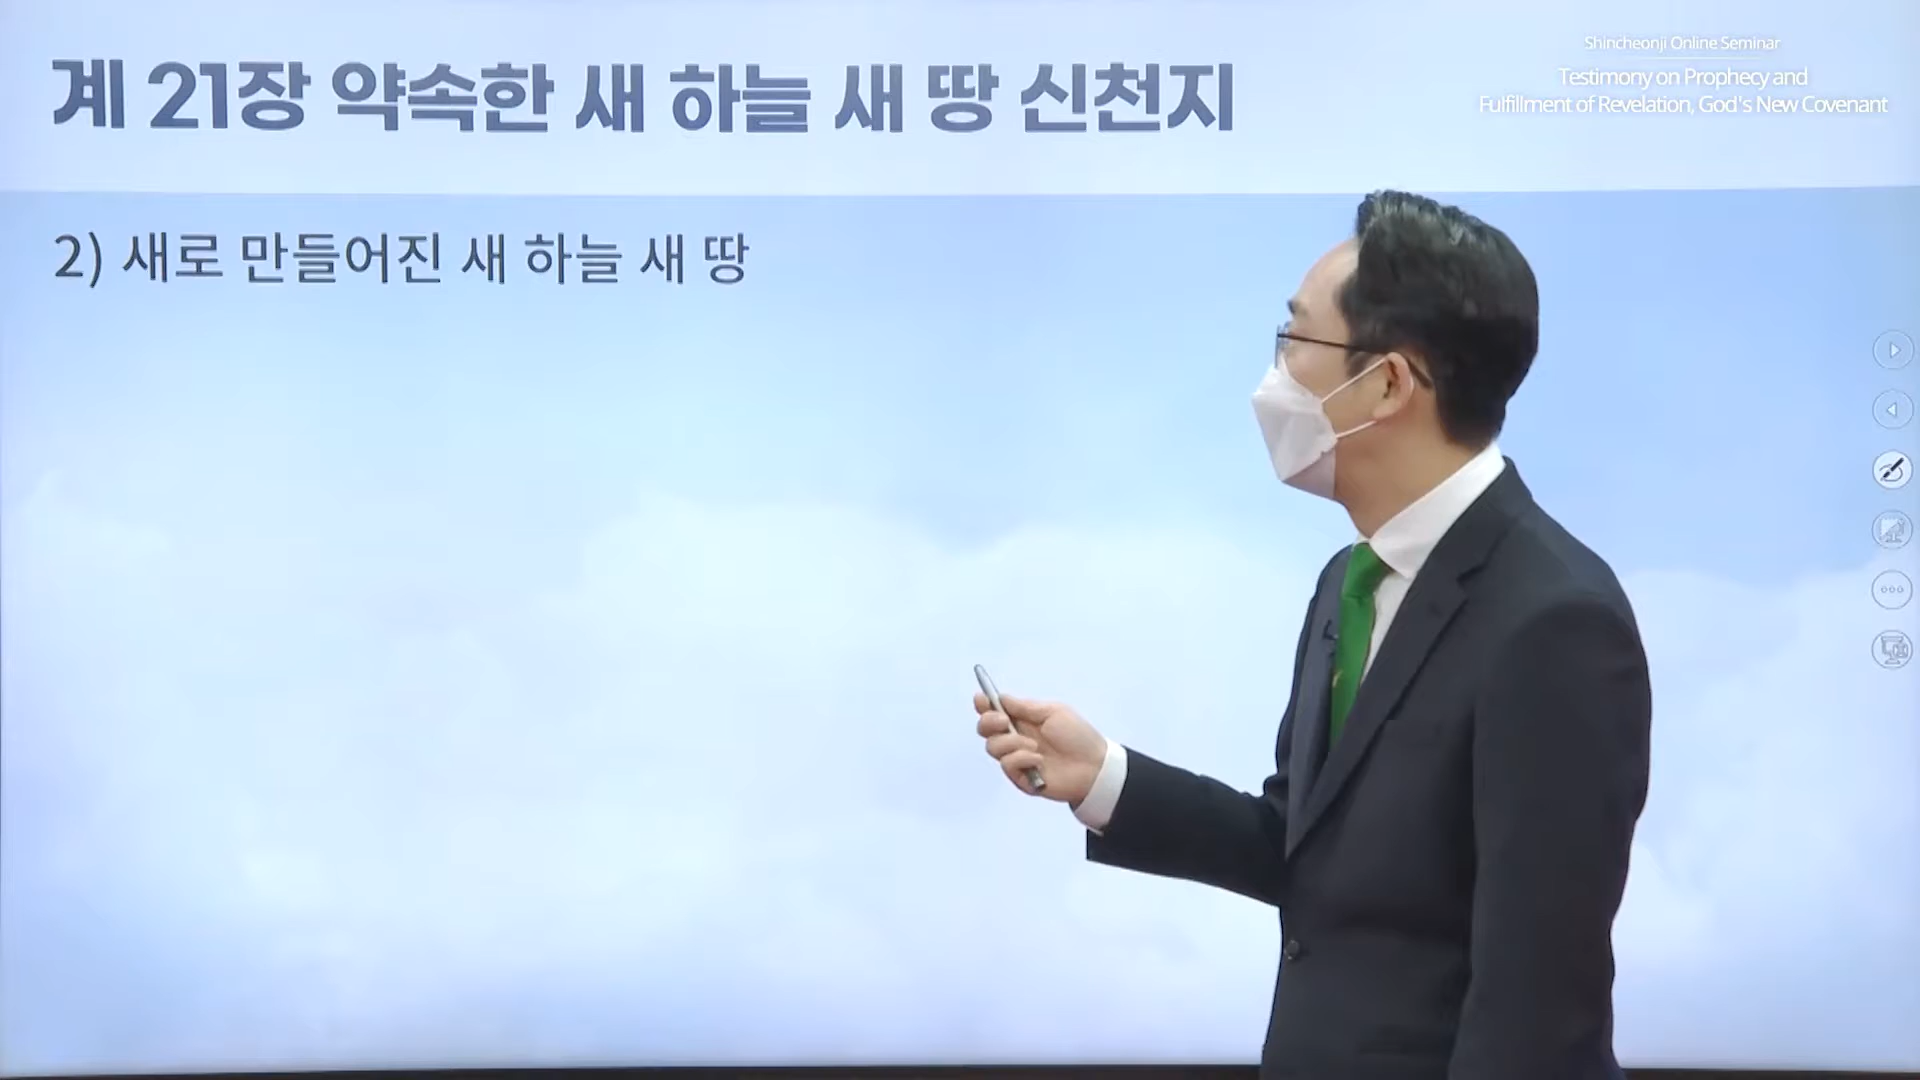 계 21장 약속한 새 하늘 새 땅 신천지
Shincheonji Online Seminar
Testimony on Prophecy and
Fulfillment of Revelation, God's New Covenant
2) 새로 만들어진 새 하늘 새 땅